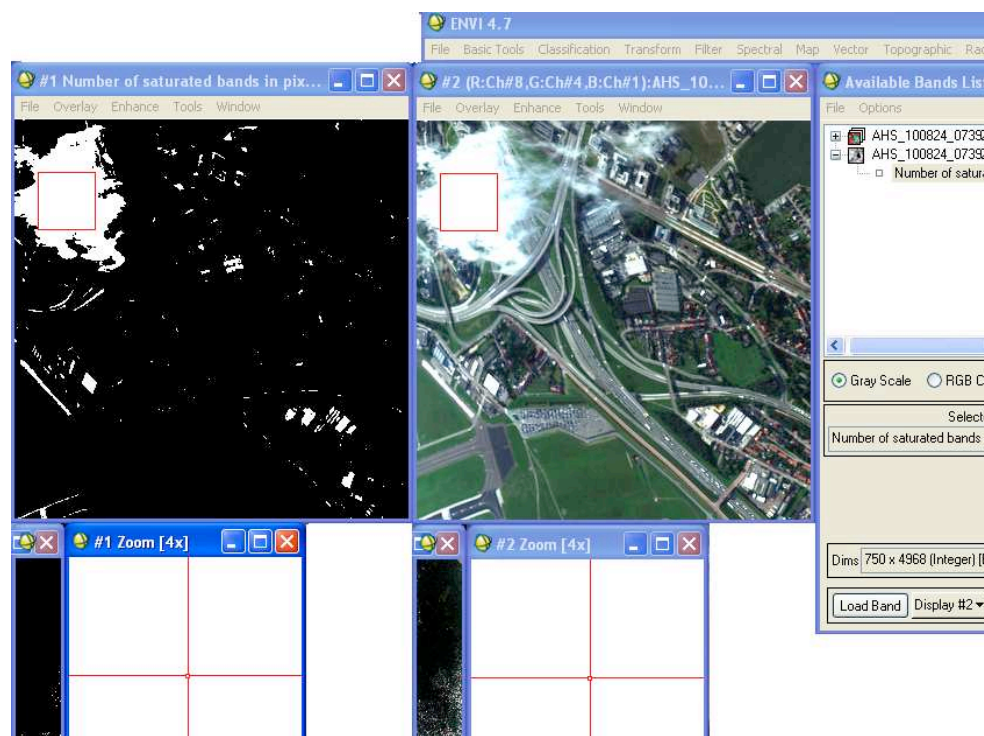 ENVI 4.7
File Basic Tools Classification Transform Filter Spectral Map Vector Topographic Rad
#1 Number of saturated bands in pix...
File Overlay Enhance Tools Window
#2 (R:Ch#8,G:Ch#4,B:Ch#1):AHS_10...
File Overlay Enhance Tools Window
Available Bands Lis
File Options
AHS_100824_0739
AHS_100824_0739
Number of satura
Gray Scale RGB C
Select
Number of saturated bands
Dims 750 x 4968 (Integer) [
Load Band Display #2
#1 Zoom [4x]
#2 Zoom [4x]